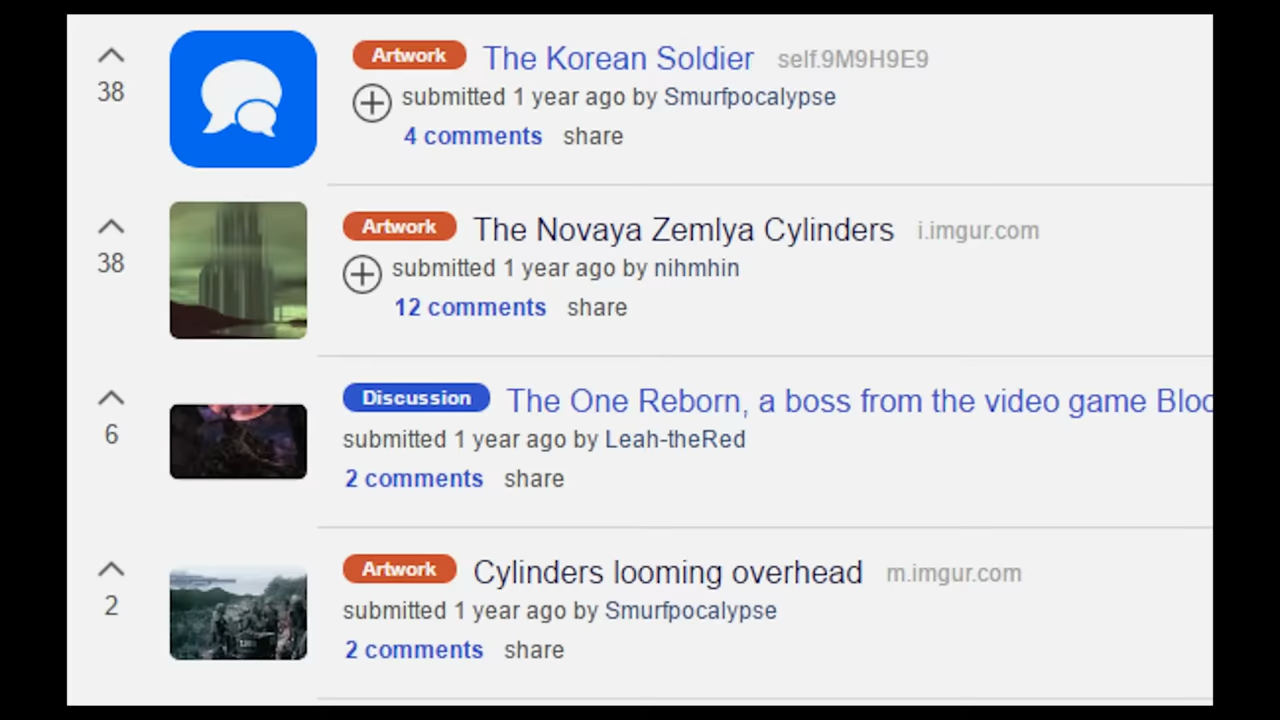 Artwork The Korean Soldier self.9M9H9E9
38
submitted 1 year ago by Smurfpocalypse
4 comments share
Artwork The Novaya Zemlya Cylinders i.imgur.com
38
submitted 1 year ago by nihmhin
12 comments share
Discussion The One Reborn, a boss from the video game Bloo
6
submitted 1 year ago by Leah-theRed
2 comments share
Artwork Cylinders looming overhead m.imgur.com
2
submitted 1 year ago by Smurfpocalypse
2 comments share